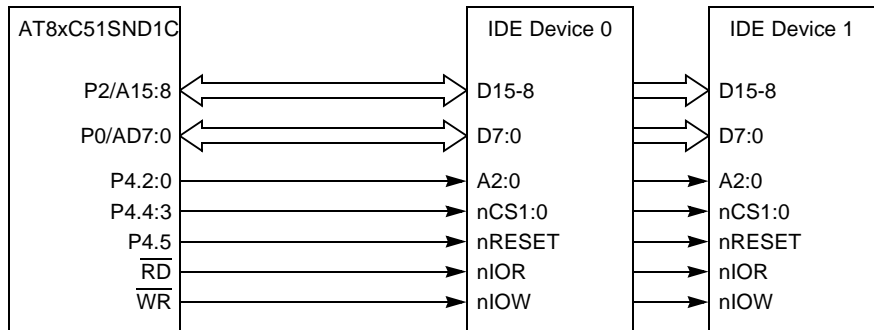 AT8xC51SND1C IDE Device 0 IDE Device 1
P2/A15:8 D15-8 D15-8
P0/AD7:0 D7:0 D7:0
P4.2:0 A2:0 A2:0
P4.4:3 nCS1:0 nCS1:0
P4.5 nRESET nRESET
RD nIOR nIOR
WR nIOW nIOW